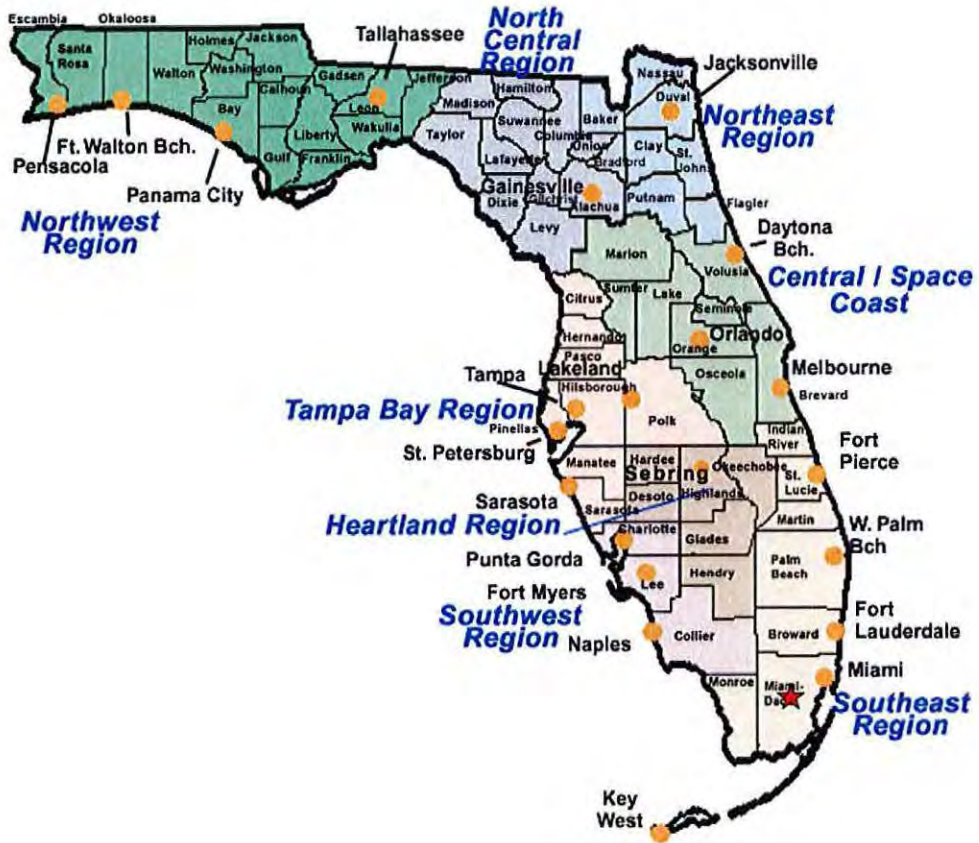 Escambia
Okaloosa
Santa
Rosa
Holmes
Jackson
Walton
Washington
Calhoun
Bay
Gulf
Liberty
Franklin
Gadsen
Leon
Wakulla
Jefferson
Tallahassee
Pensacola
Ft. Walton Bch.
Panama City
Northwest
Region
North
Central
Region
Madison
Hamilton
Taylor
Suwannee
Columbia
Lafayette
Dixie
Gilchrist
Gainesville
Alachua
Levy
Union
Bradford
Baker
Nassau
Duval
Jacksonville
Northeast
Region
Clay
St.
John
Putnam
Flagler
Daytona
Bch.
Central / Space
Coast
Marion
Volusia
Sumter
Lake
Seminole
Orlando
Orange
Osceola
Melbourne
Brevard
Citrus
Hernando
Pasco
Lakeland
Tampa
Hilsborough
Polk
Tampa Bay Region
Pinellas
St. Petersburg
Indian
River
Fort
Pierce
Manatee
Hardee
Sebring
Okeechobee
St.
Lucie
Sarasota
Sarasota
Desoto
Highlands
Heartland Region
Martin
Charlotte
Glades
W. Palm
Bch
Punta Gorda
Palm
Beach
Lee
Hendry
Fort Myers
Southwest
Region
Naples
Collier
Broward
Fort
Lauderdale
Monroe
Miami-
Dade
Miami
Southeast
Region
Key
West